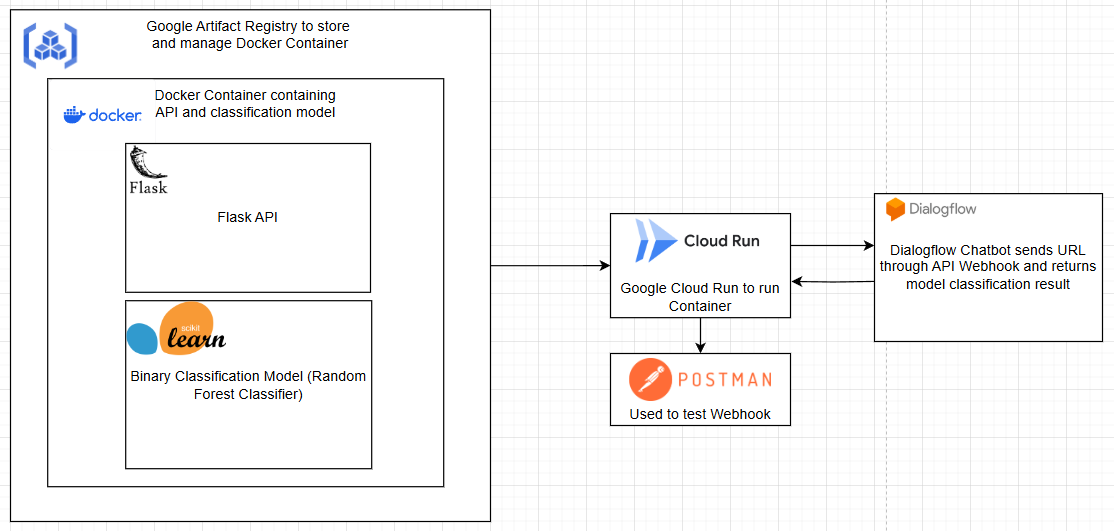 Google Artifact Registry to store
and manage Docker Container
docker
Docker Container containing
API and classification model
Flask
Flask API
scikit
learn
Binary Classification Model (Random
Forest Classifier)
Cloud Run
Google Cloud Run to run
Container
POSTMAN
Used to test Webhook
Dialogflow
Dialogflow Chatbot sends URL
through API Webhook and returns
model classification result